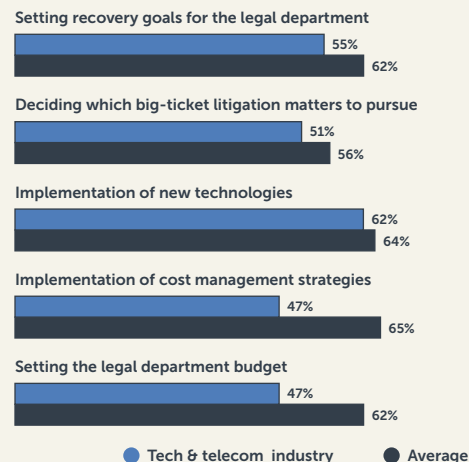 Setting recovery goals for the legal department
55%
62%
Deciding which big-ticket litigation matters to pursue
51%
56%
Implementation of new technologies
62%
64%
Implementation of cost management strategies
47%
65%
Setting the legal department budget
47%
62%
Tech & telecom industry Average